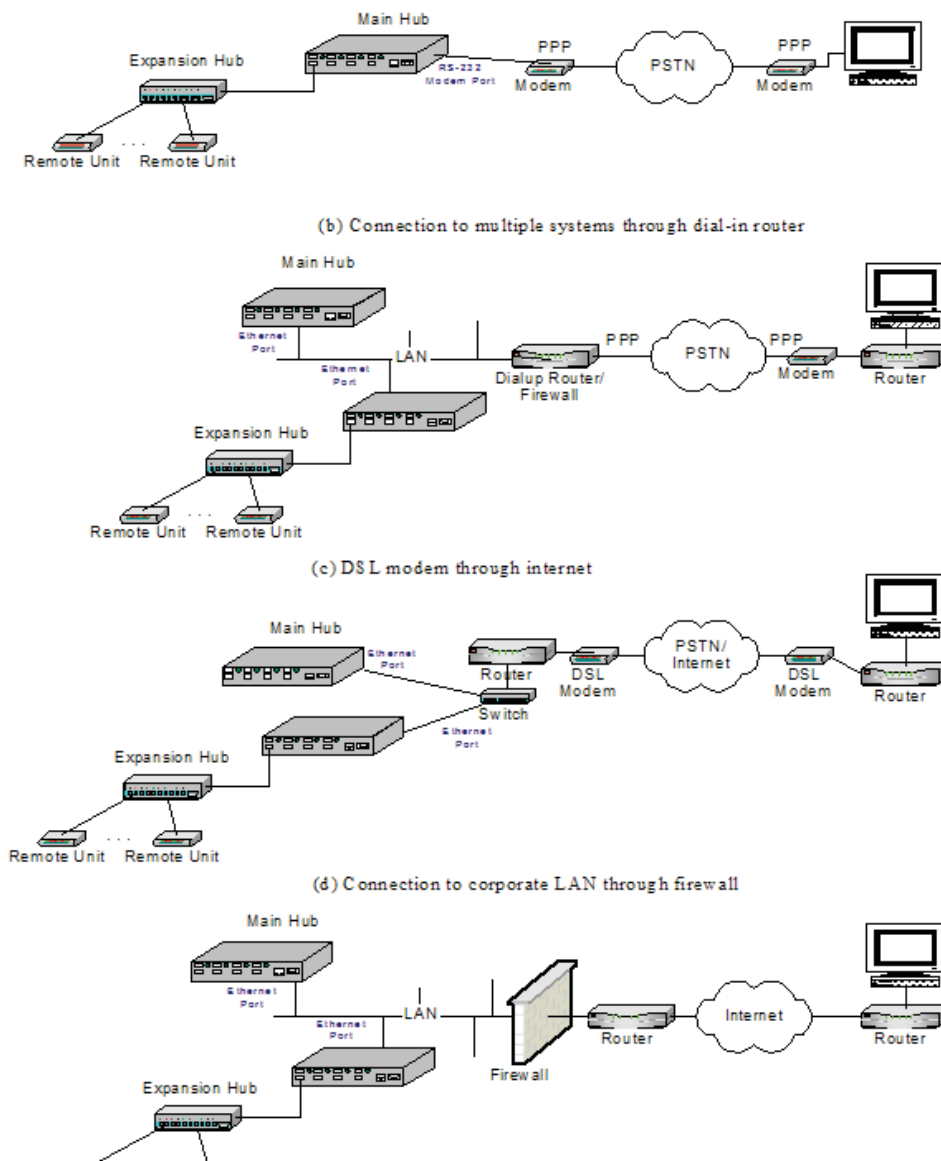 Main Hub
Expansion Hub
RS-232
Modem Port
PPP
Modem
PSTN
PPP
Modem
Remote Unit
. . .
Remote Unit
(b) Connection to multiple systems through dial-in router
Main Hub
Ethernet
Port
Ethernet
Port
LAN
Dialup Router/
Firewall
PPP
PSTN
PPP
Modem
Router
Expansion Hub
Remote Unit
. . .
Remote Unit
(c) DSL modem through internet
Main Hub
Ethernet
Port
Router
DSL
Modem
PSTN/
Internet
DSL
Modem
Router
Switch
Ethernet
Port
Expansion Hub
Remote Unit
. . .
Remote Unit
(d) Connection to corporate LAN through firewall
Main Hub
Ethernet
Port
Ethernet
Port
LAN
Firewall
Router
Internet
Router
Expansion Hub